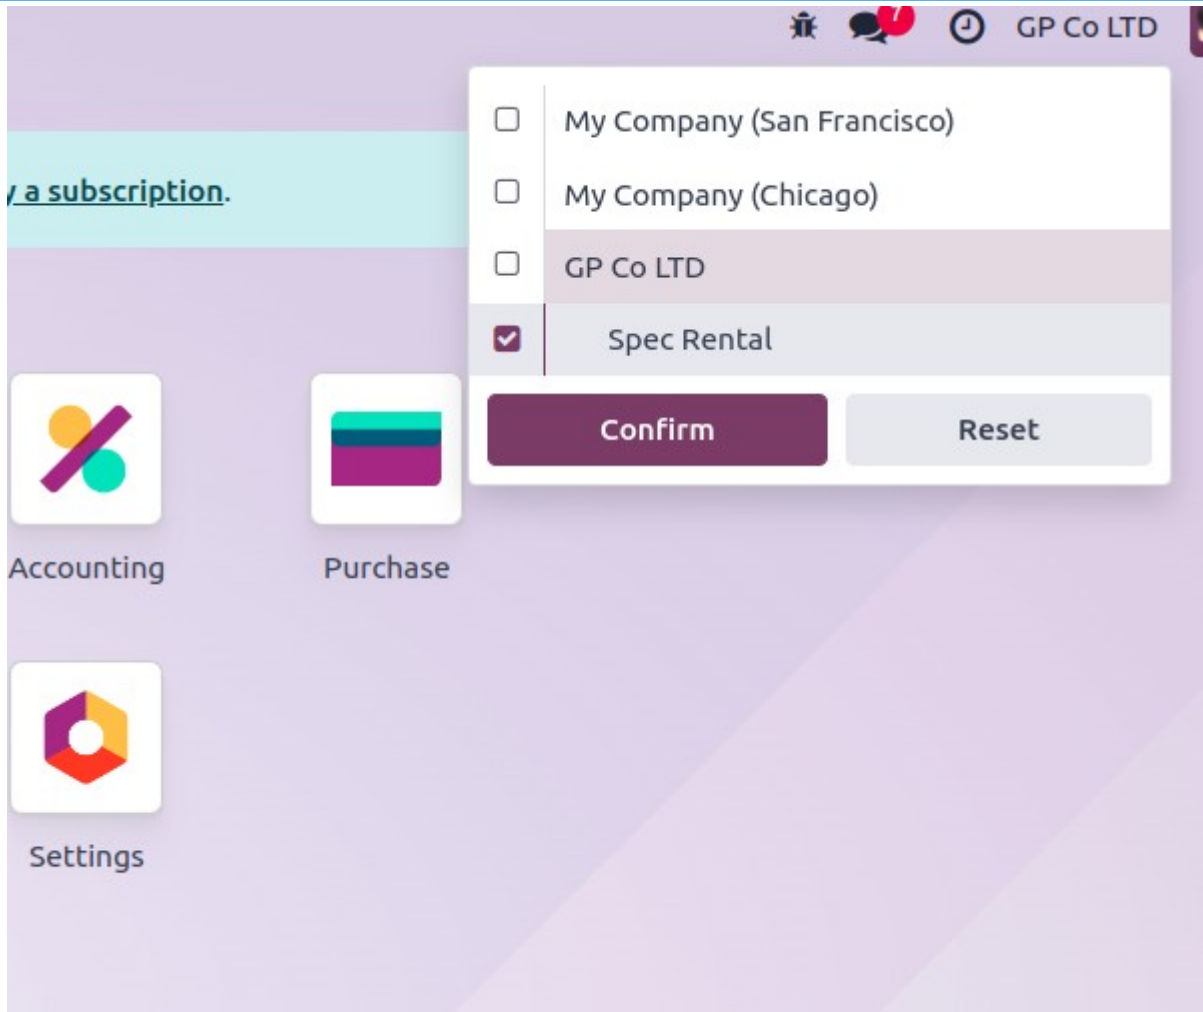 7
GP Co LTD
My Company (San Francisco)
a subscription.
My Company (Chicago)
GP Co LTD
Spec Rental
Confirm Reset
Accounting Purchase
Settings